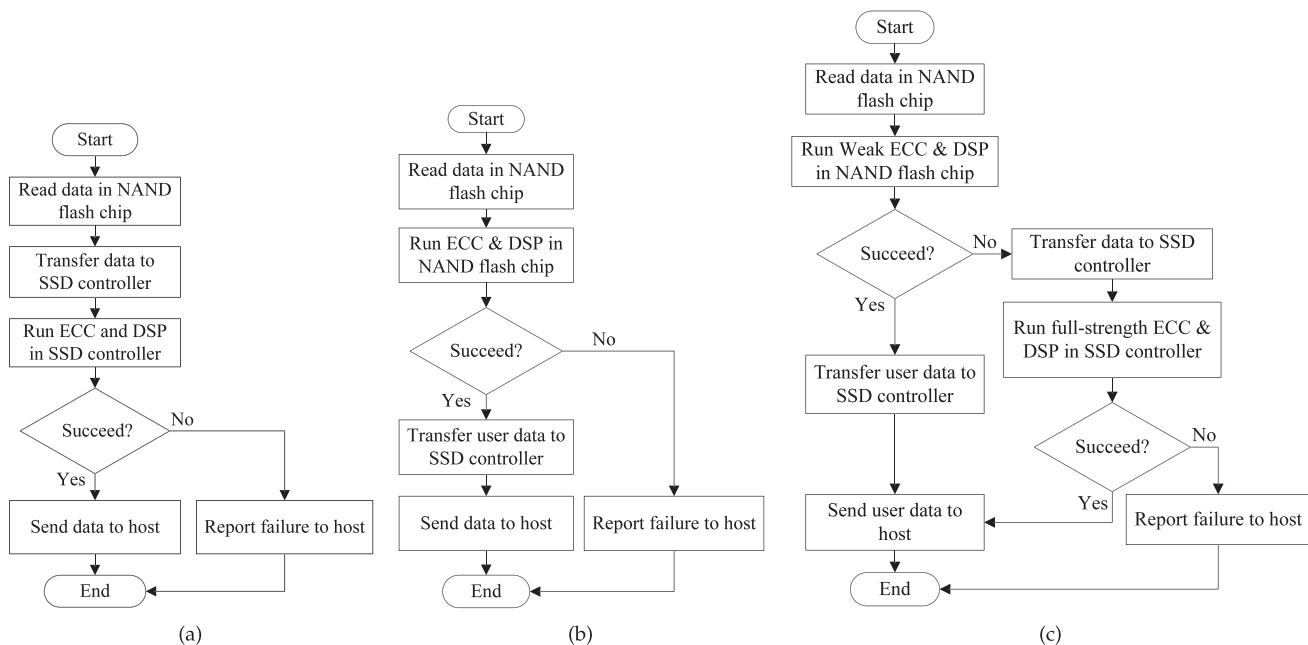 Start
Read data in NAND
flash chip
Transfer data to
SSD controller
Run ECC and DSP
in SSD controller
Succeed?
No
Yes
Send data to host
Report failure to host
End
(a)
Start
Read data in NAND
flash chip
Run ECC & DSP in
NAND flash chip
Succeed?
No
Yes
Transfer user data to
SSD controller
Send data to host
Report failure to host
End
(b)
Start
Read data in NAND
flash chip
Run Weak ECC & DSP
in NAND flash chip
Succeed?
No
Transfer data to SSD
controller
Yes
Run full-strength ECC &
DSP in SSD controller
Transfer user data to
SSD controller
Succeed?
No
Yes
Send user data to
host
Report failure to host
End
(c)